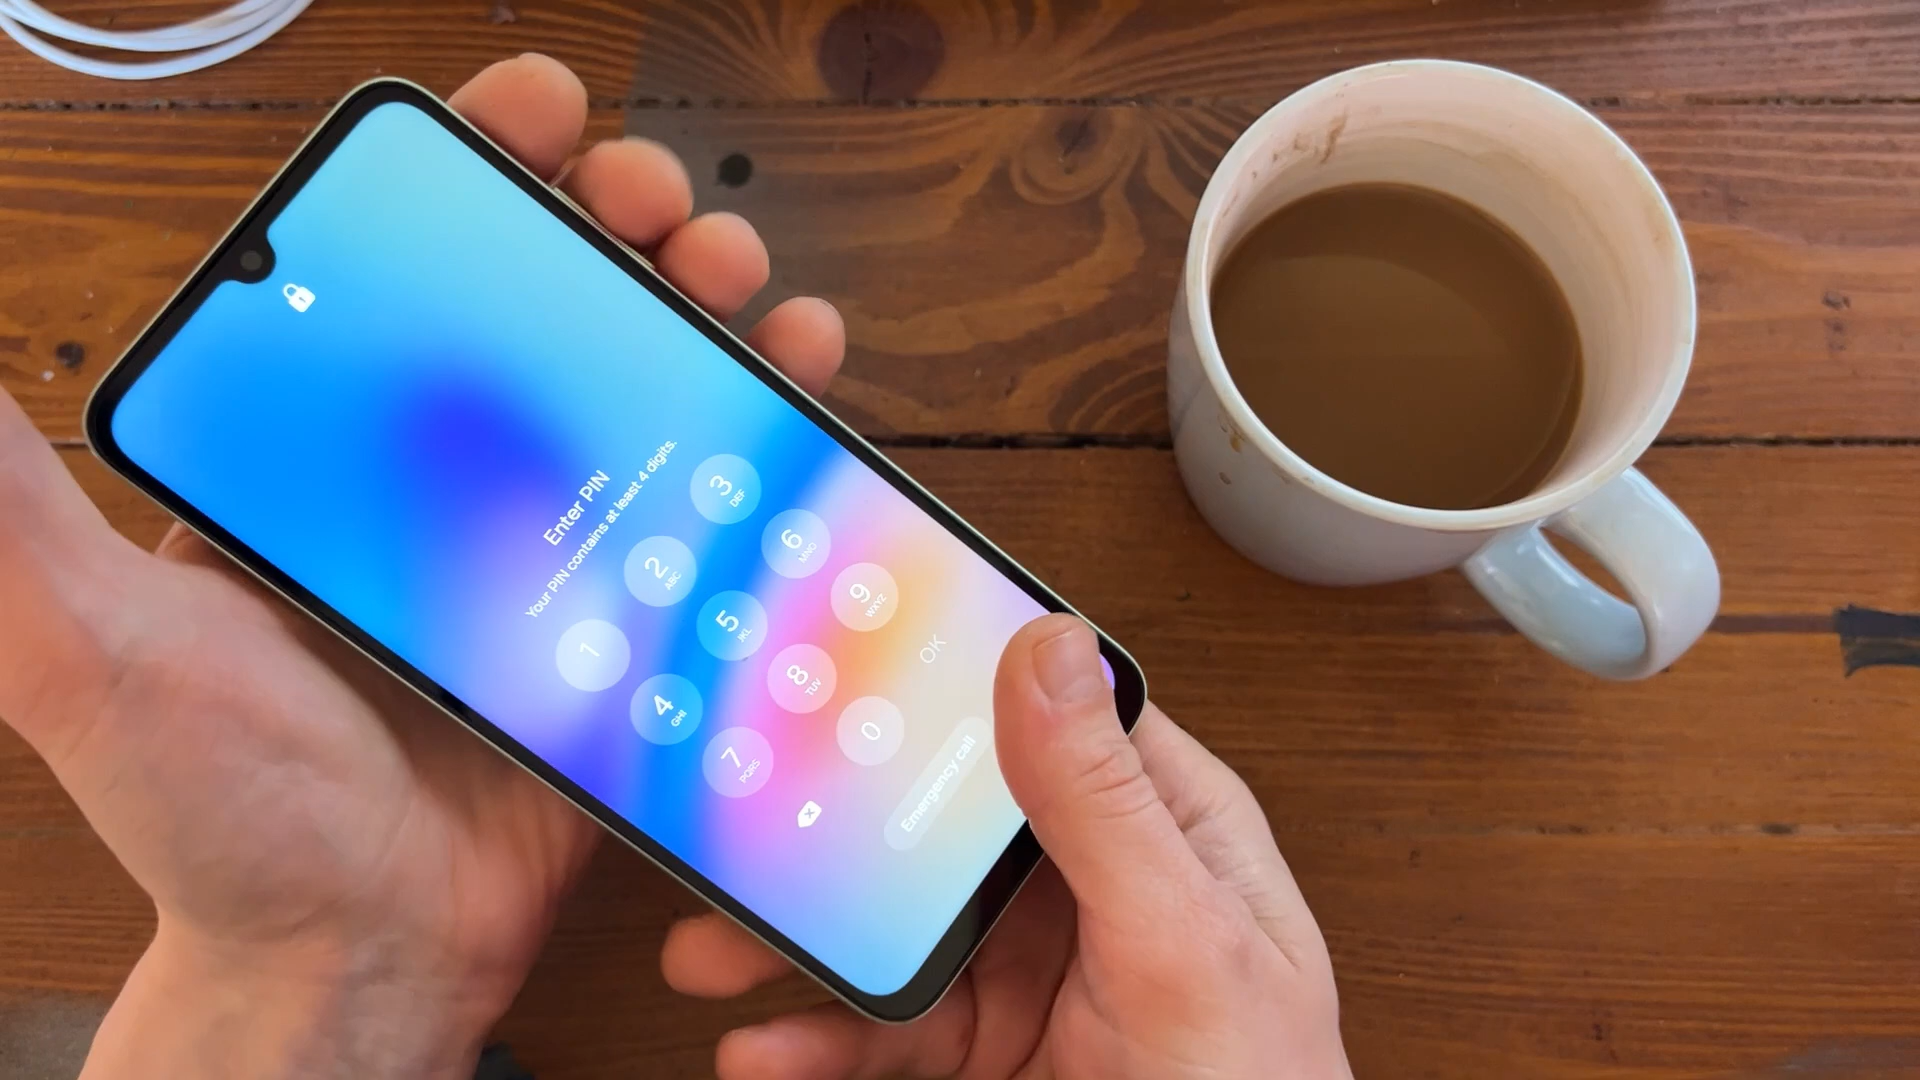 Enter PIN
Your PIN contains at least 4 digits.
1
2 ABC
3 DEF
4 GHI
5 JKL
6 MNO
7 PQRS
8 TUV
9 WXYZ
0
OK
Emergency call